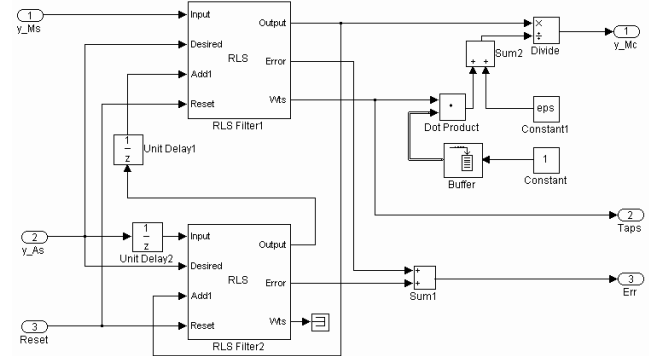 1
y_Ms
Input
Desired
Add1
Reset
RLS
Output
Error
Wts
RLS Filter1
×
÷
Divide
1
y_Mc
Sum2
+ +
Dot Product
eps
Constant1
Buffer
1
Constant
1
z
Unit Delay1
2
Taps
2
y_As
1
z
Unit Delay2
Input
Desired
Add1
Reset
RLS
Output
Error
Wts
RLS Filter2
+
+
Sum1
3
Err
3
Reset